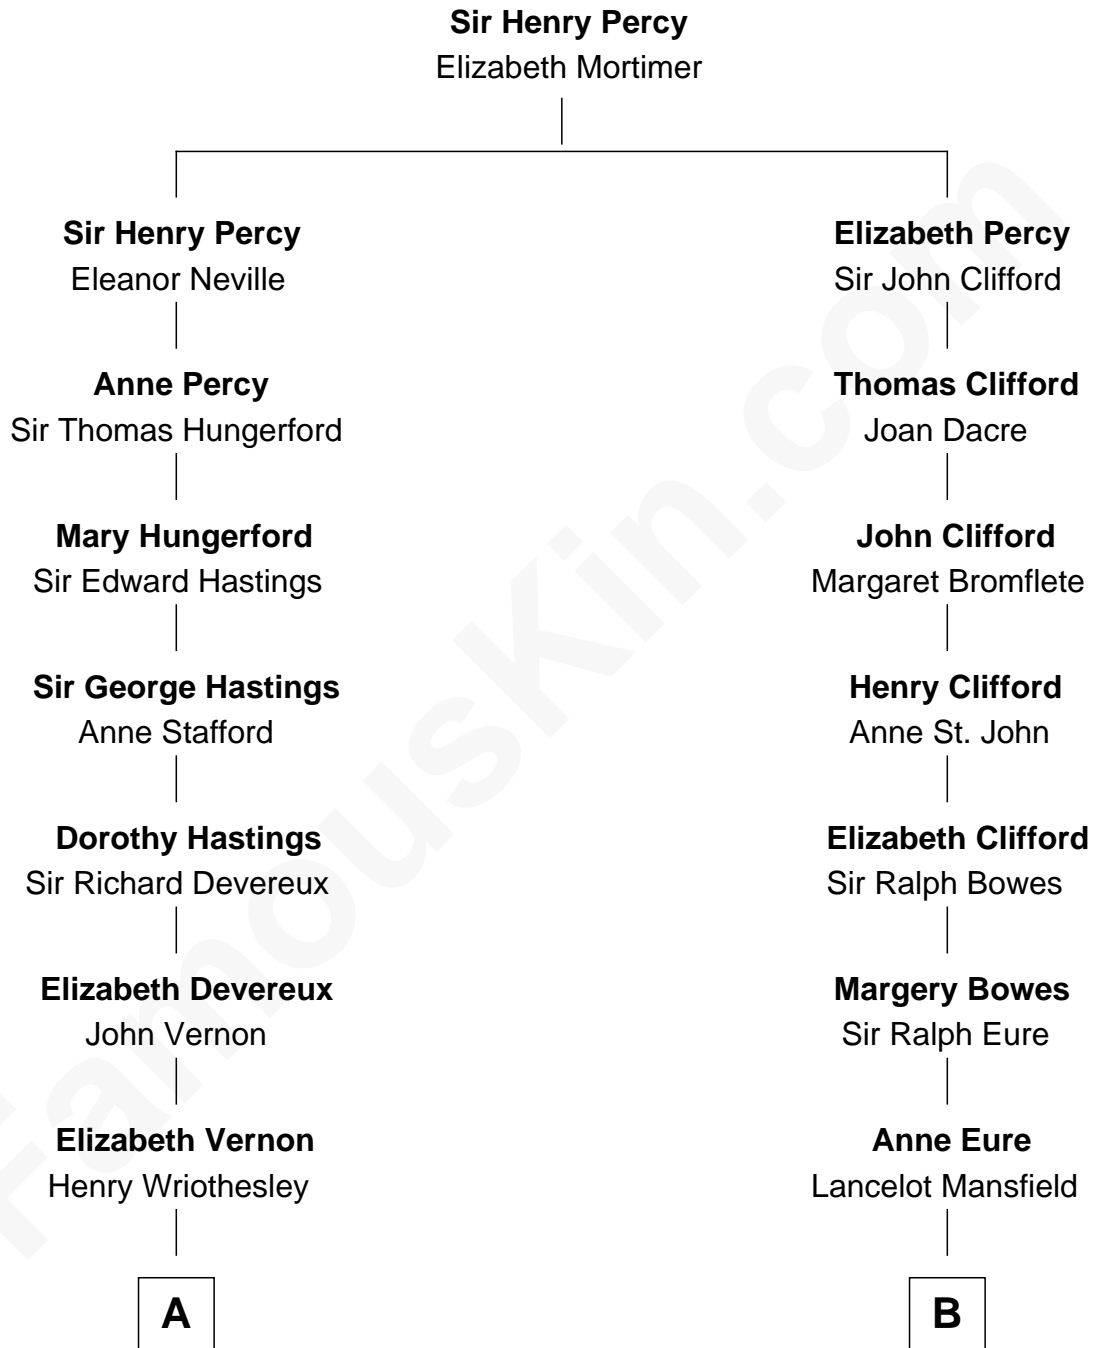 Sir Henry Percy
Elizabeth Mortimer
Sir Henry Percy
Eleanor Neville
Elizabeth Percy
Sir John Clifford
Anne Percy
Sir Thomas Hungerford
Thomas Clifford
Joan Dacre
Mary Hungerford
Sir Edward Hastings
John Clifford
Margaret Bromflete
Sir George Hastings
Anne Stafford
Henry Clifford
Anne St. John
Dorothy Hastings
Sir Richard Devereux
Elizabeth Clifford
Sir Ralph Bowes
Elizabeth Devereux
John Vernon
Margery Bowes
Sir Ralph Eure
Elizabeth Vernon
Henry Wriothesley
Anne Eure
Lancelot Mansfield
A
B
FamousKin.com